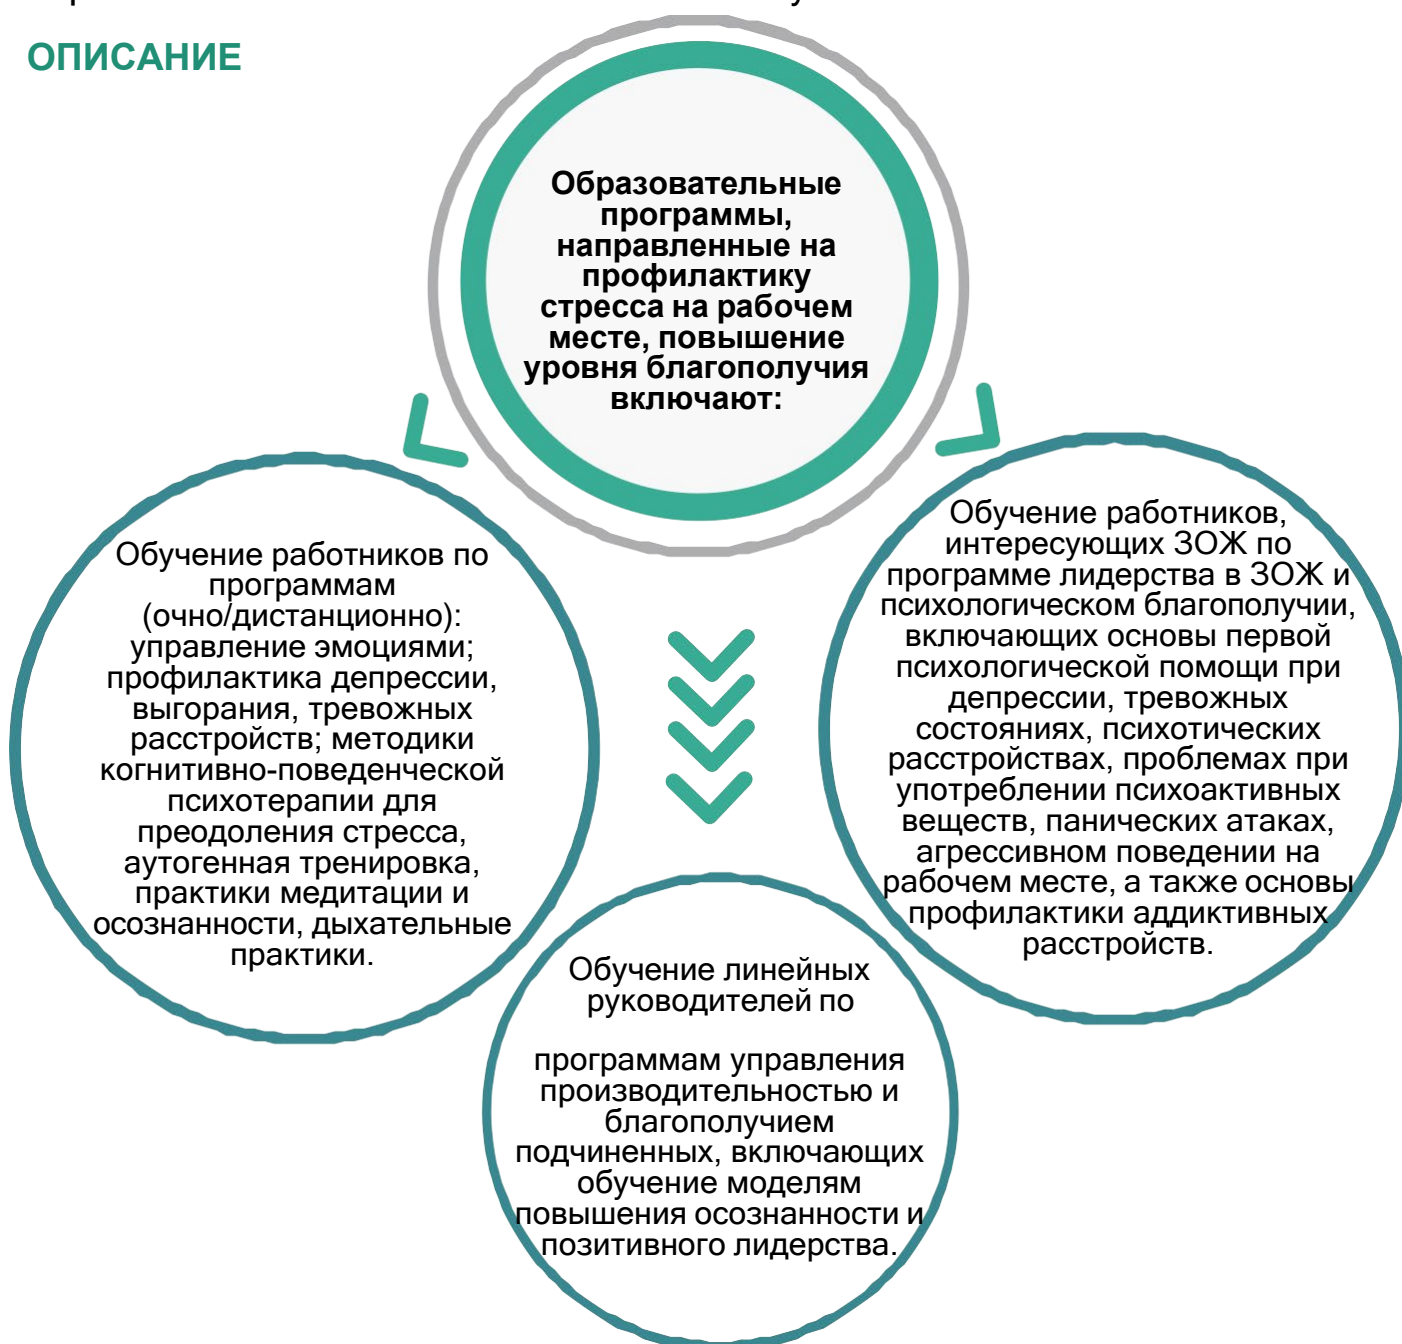 ОПИСАНИЕ
Образовательные
программы,
направленные на
профилактику
стресса на рабочем
месте, повышение
уровня благополучия
включают:
Обучение работников по
программам
(очно/дистанционно):
управление эмоциями;
профилактика депрессии,
выгорания, тревожных
расстройств; методики
когнитивно-поведенческой
психотерапии для
преодоления стресса,
аутогенная тренировка,
практики медитации и
осознанности, дыхательные
практики.
Обучение работников,
интересующих ЗОЖ по
программе лидерства в ЗОЖ и
психологическом благополучии,
включающих основы первой
психологической помощи при
депрессии, тревожных
состояниях, психотических
расстройствах, проблемах при
употреблении психоактивных
веществ, панических атаках,
агрессивном поведении на
рабочем месте, а также основы
профилактики аддиктивных
расстройств.
Обучение линейных
руководителей по
программам управления
производительностью и
благополучием
подчиненных, включающих
обучение моделям
повышения осознанности и
позитивного лидерства.